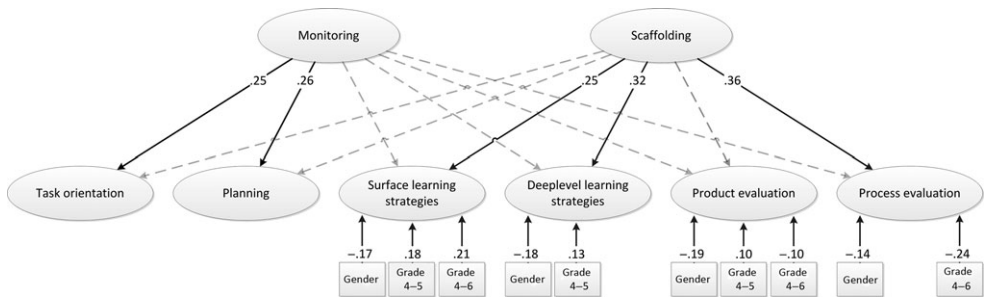 Monitoring
Scaffolding
.25
.26
.25
.32
.36
Task orientation
Planning
Surface learning
strategies
Deeplevel learning
strategies
Product evaluation
Process evaluation
−.17
.18
.21
−.18
.13
−.19
.10
−.10
−.14
−.24
Gender
Grade
4−5
Grade
4−6
Gender
Grade
4−5
Gender
Grade
4−5
Grade
4−6
Gender
Grade
4−6